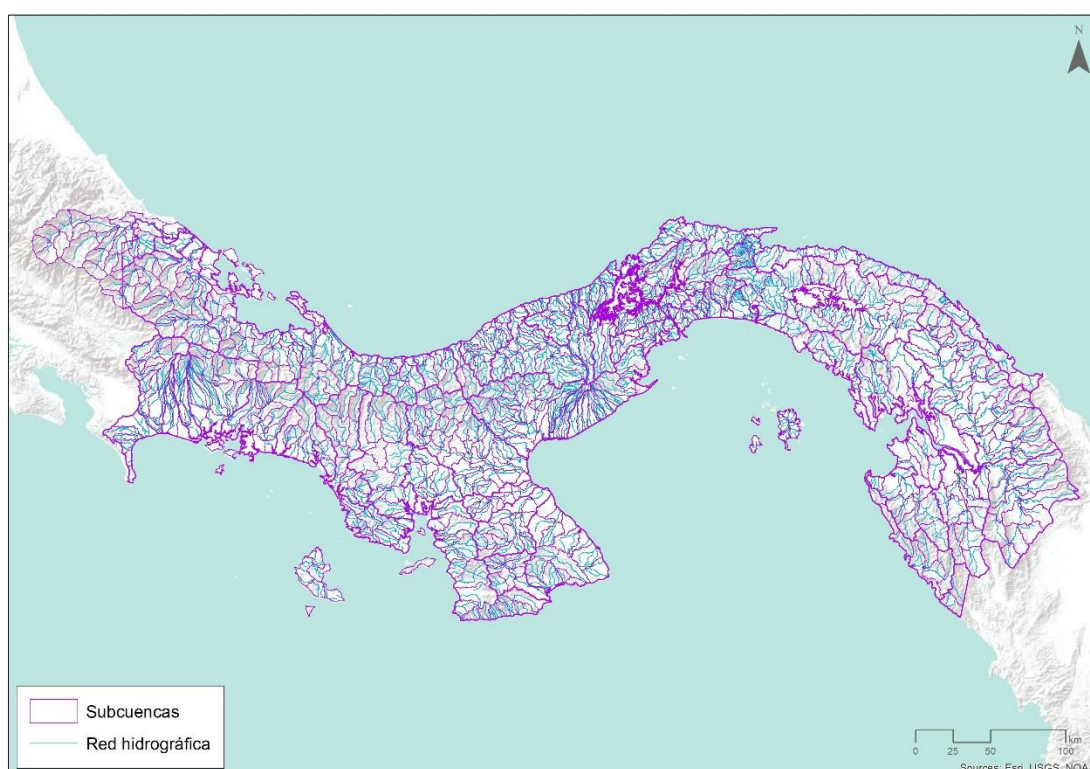 N
Subcuencas
Red hidrográfica
km
0 25 50 100
Sources: Esri, USGS, NOA